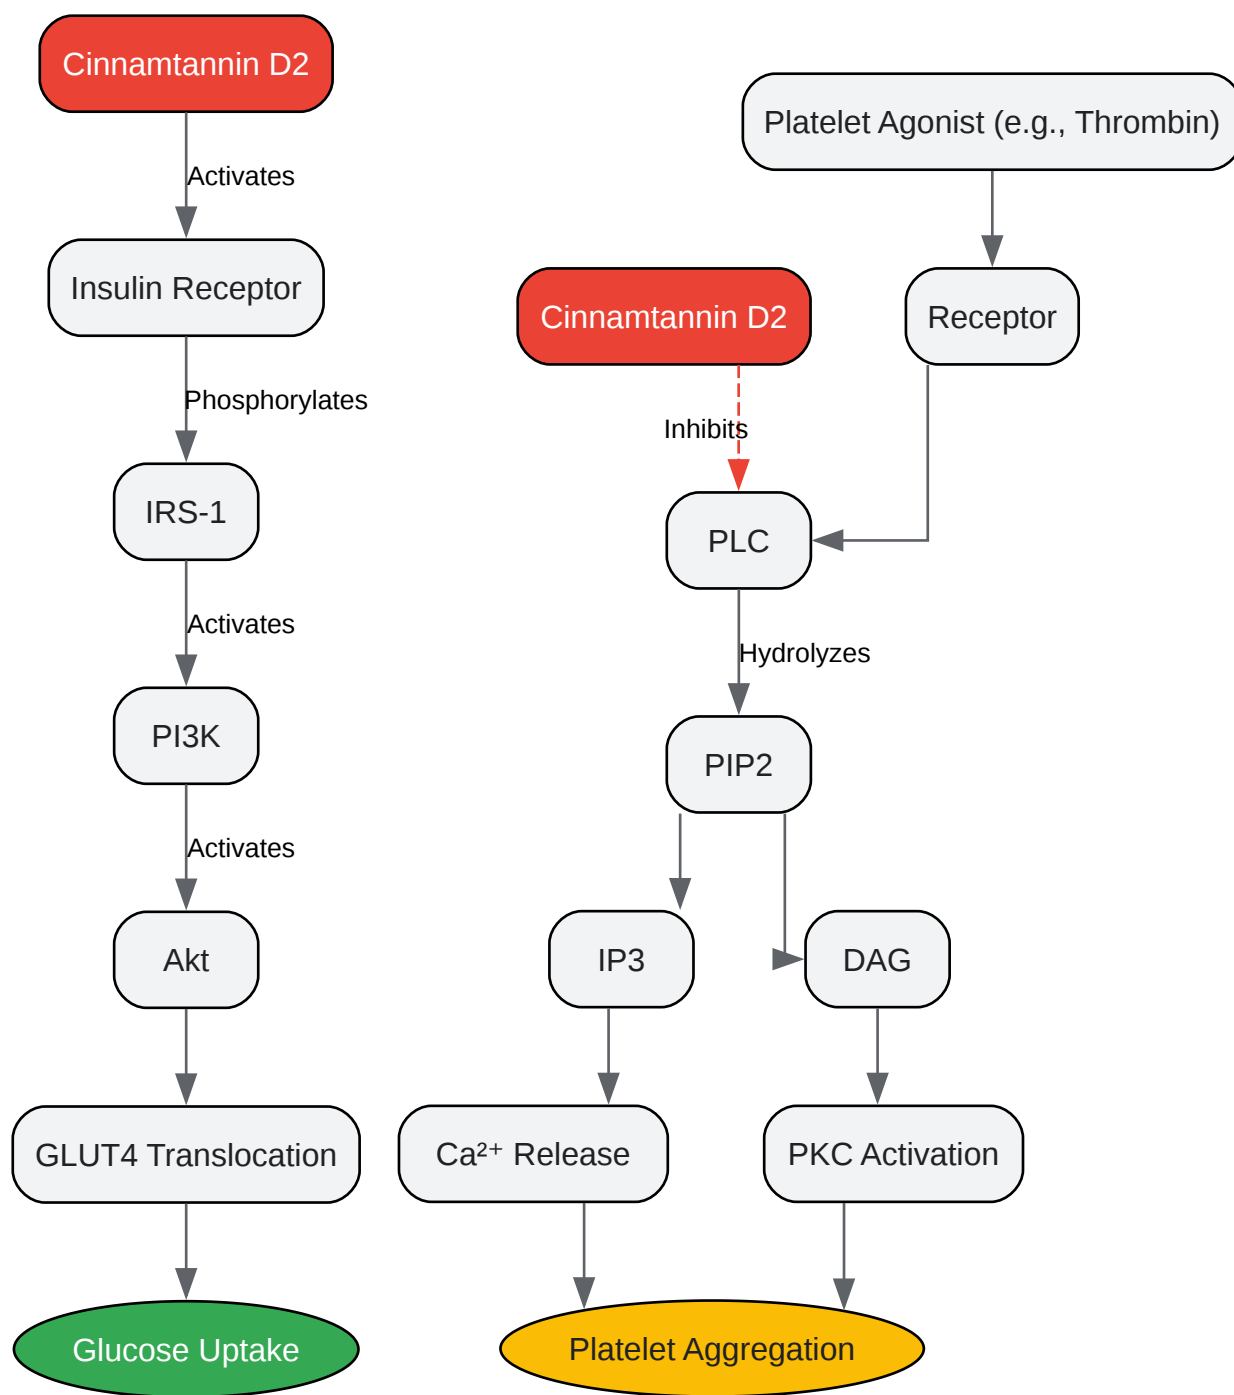 Cinnamtannin D2
Activates
Insulin Receptor
Phosphorylates
IRS-1
Activates
PI3K
Activates
Akt
GLUT4 Translocation
Glucose Uptake
Platelet Agonist (e.g., Thrombin)
Cinnamtannin D2
Receptor
Inhibits
PLC
Hydrolyzes
PIP2
IP3
DAG
Ca²⁺ Release
PKC Activation
Platelet Aggregation